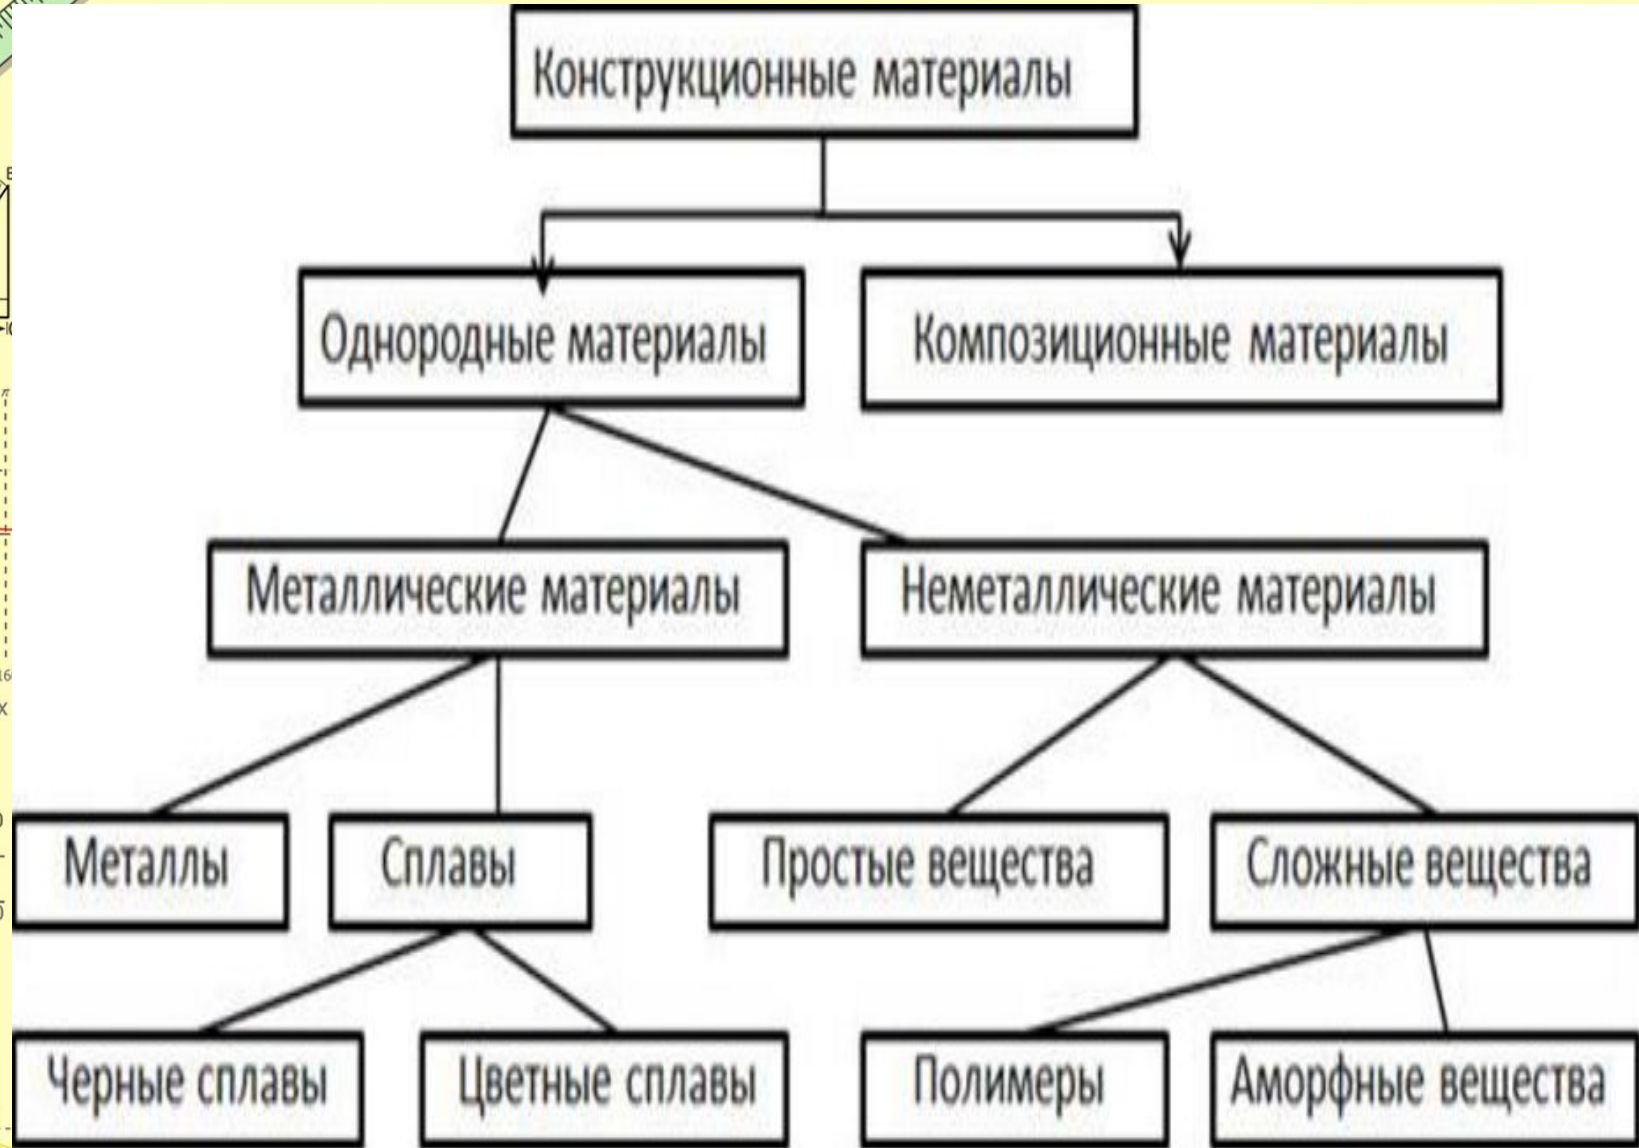 Конструкционные материалы
Однородные материалы
Композиционные материалы
Металлические материалы
Неметаллические материалы
Металлы
Сплавы
Простые вещества
Сложные вещества
Черные сплавы
Цветные сплавы
Полимеры
Аморфные вещества